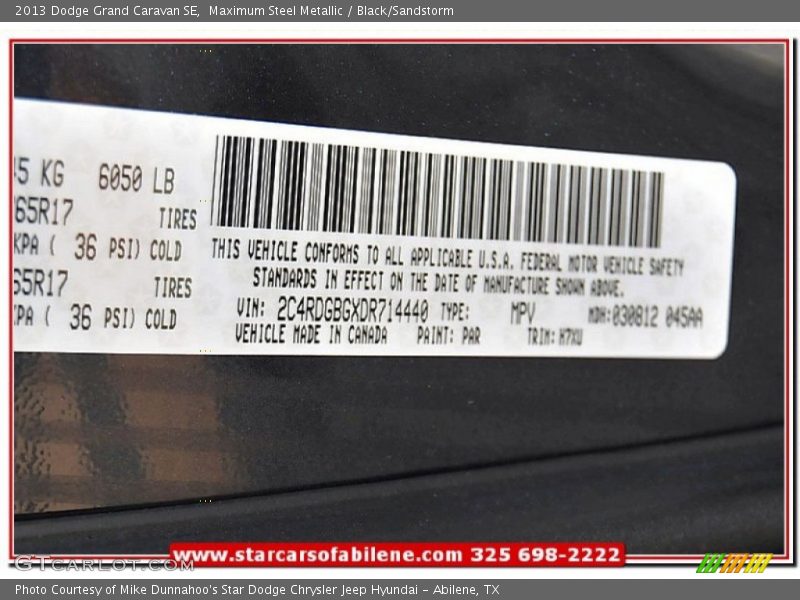 2013 Dodge Grand Caravan SE,  Maximum Steel Metallic / Black/Sandstorm
5 KG 6050 LB
65R17 TIRES
KPA ( 36 PSI) COLD
65R17 TIRES
PA ( 36 PSI) COLD
THIS VEHICLE CONFORMS TO ALL APPLICABLE U.S.A. FEDERAL MOTOR VEHICLE SAFETY
STANDARDS IN EFFECT ON THE DATE OF MANUFACTURE SHOWN ABOVE.
VIN: 2C4RDGBGXDR714440 TYPE: MPV MDH:030812 045AA
VEHICLE MADE IN CANADA PAINT: PAR TRIM: H7XU
www.starcarsofabilene.com 325 698-2222
GTCarLot.com
Photo Courtesy of Mike Dunnahoo's Star Dodge Chrysler Jeep Hyundai – Abilene, TX